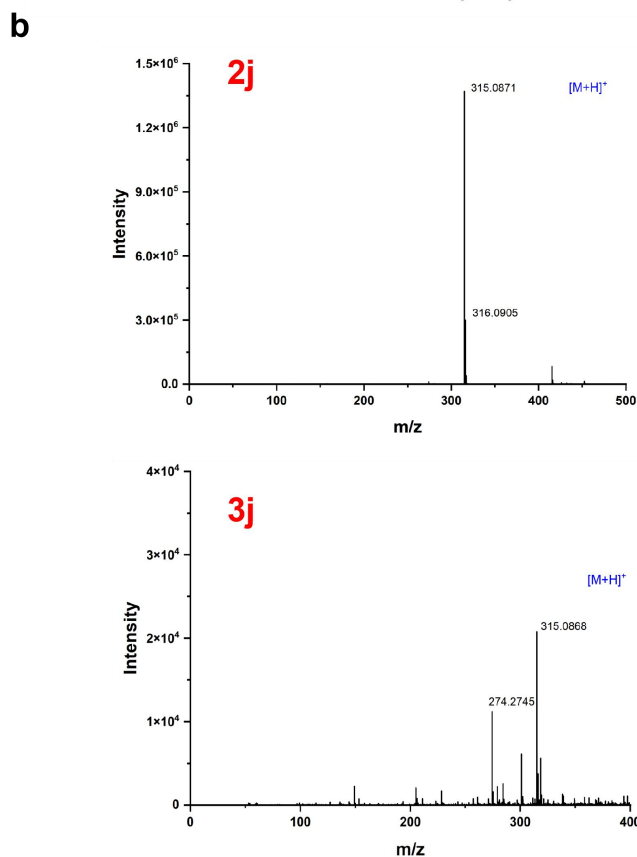 b
2j
[M+H]⁺
315.0871
316.0905
Intensity
1.5×10⁶
1.2×10⁶
9.0×10⁵
6.0×10⁵
3.0×10⁵
0.0
0 100 200 300 400 500
m/z
3j
[M+H]⁺
315.0868
274.2745
Intensity
4×10⁴
3×10⁴
2×10⁴
1×10⁴
0
0 100 200 300 400
m/z